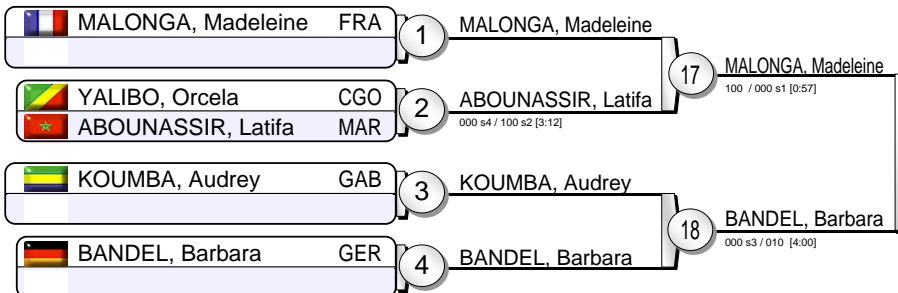 MALONGA, Madeleine FRA
1
MALONGA, Madeleine
17
MALONGA, Madeleine
100 / 000 s1 [0:57]
YALIBO, Orcela CGO
ABOUNASSIR, Latifa MAR
2
ABOUNASSIR, Latifa
000 s4 / 100 s2 [3:12]
KOUMBA, Audrey GAB
3
KOUMBA, Audrey
18
BANDEL, Barbara
000 s3 / 010 [4:00]
BANDEL, Barbara GER
4
BANDEL, Barbara